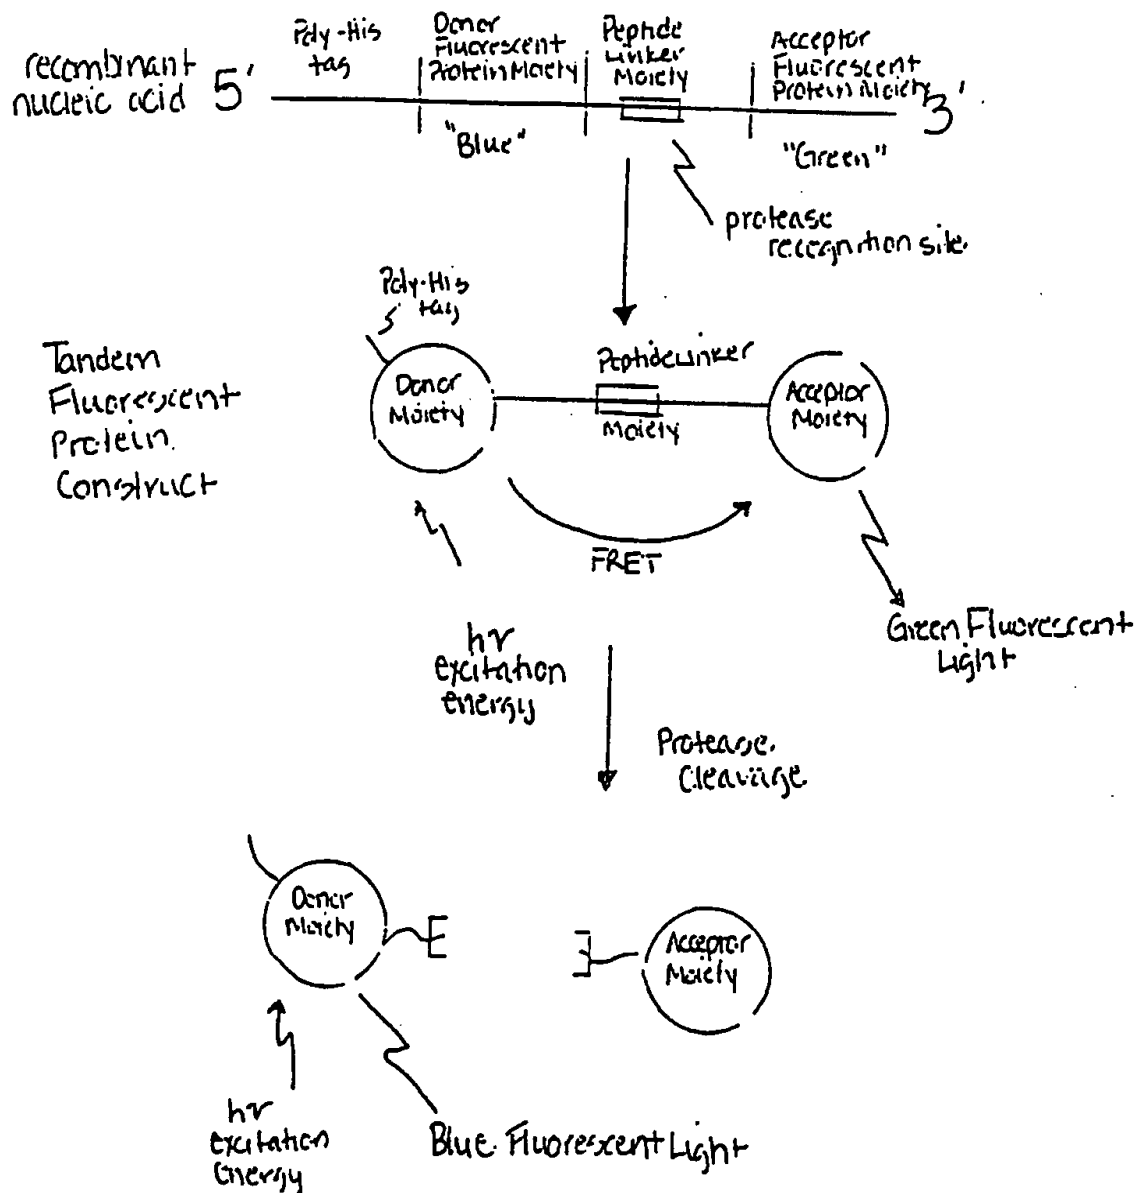 recombinant
nucleic acid
5'
Poly-His
tag
Donor
Fluorescent
Protein Moiety
Peptide
Linker
Moiety
Acceptor
Fluorescent
Protein Moiety
3'
"Blue"
"Green"
protease
recognition site.
Poly-His
tag
Tandem
Fluorescent
Protein
Construct
Donor
Moiety
Peptide Linker
Moiety
Acceptor
Moiety
FRET
hν
excitation
energy
Green Fluorescent
Light
Protease
Cleavage
Donor
Moiety
Acceptor
Moiety
hν
excitation
Energy
Blue Fluorescent Light